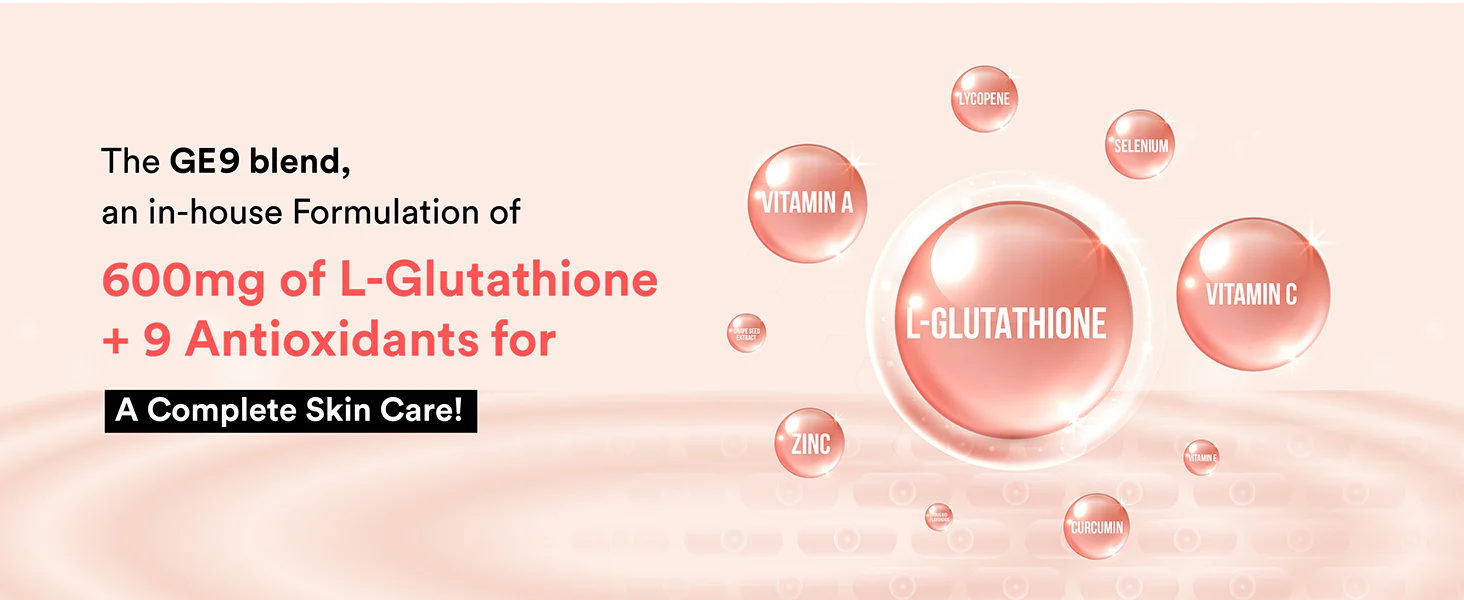 The GE9 blend,
an in-house Formulation of
600mg of L-Glutathione
+ 9 Antioxidants for
A Complete Skin Care!
LYCOPENE
SELENIUM
VITAMIN A
VITAMIN C
L-GLUTATHIONE
GRAPE SEED
EXTRACT
ZINC
VITAMIN E
CURCUMIN